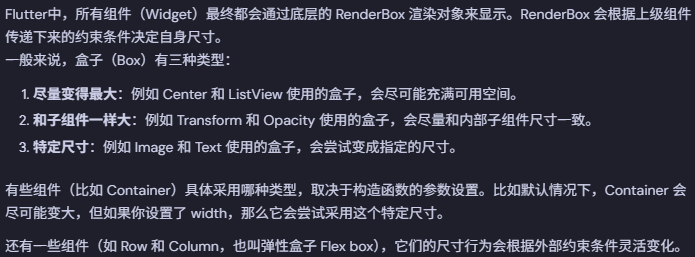 Flutter中，所有组件（Widget）最终都会通过底层的 RenderBox 渲染对象来显示。RenderBox 会根据上级组件
传递下来的约束条件决定自身尺寸。
一般来说，盒子（Box）有三种类型：
1. 尽量变得最大：例如 Center 和 ListView 使用的盒子，会尽可能充满可用空间。
2. 和子组件一样大：例如 Transform 和 Opacity 使用的盒子，会尽量和内部子组件尺寸一致。
3. 特定尺寸：例如 Image 和 Text 使用的盒子，会尝试变成指定的尺寸。
有些组件（比如 Container）具体采用哪种类型，取决于构造函数的参数设置。比如默认情况下，Container 会
尽可能变大，但如果你设置了 width，那么它会尝试采用这个特定尺寸。
还有一些组件（如 Row 和 Column，也叫弹性盒子 Flex box），它们的尺寸行为会根据外部约束条件灵活变化。